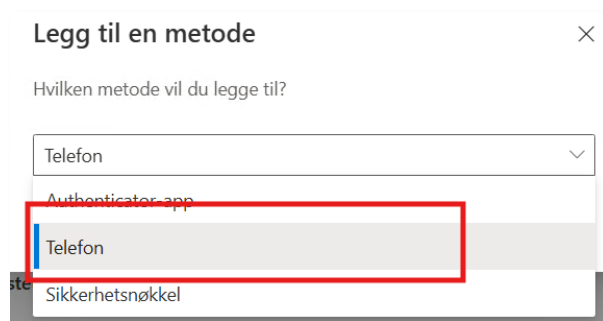 Legg til en metode
Hvilken metode vil du legge til?
Telefon
Authenticator-app
Telefon
Sikkerhetsnøkkel